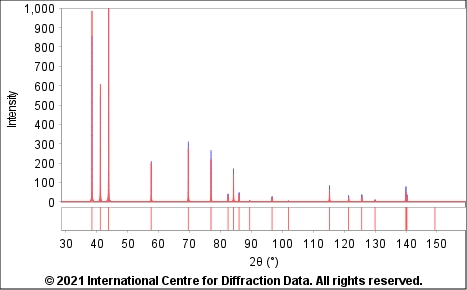 1,000
900
800
700
600
500
400
300
200
100
0
Intensity
30 40 50 60 70 80 90 100 110 120 130 140 150
2θ (°)
© 2021 International Centre for Diffraction Data. All rights reserved.